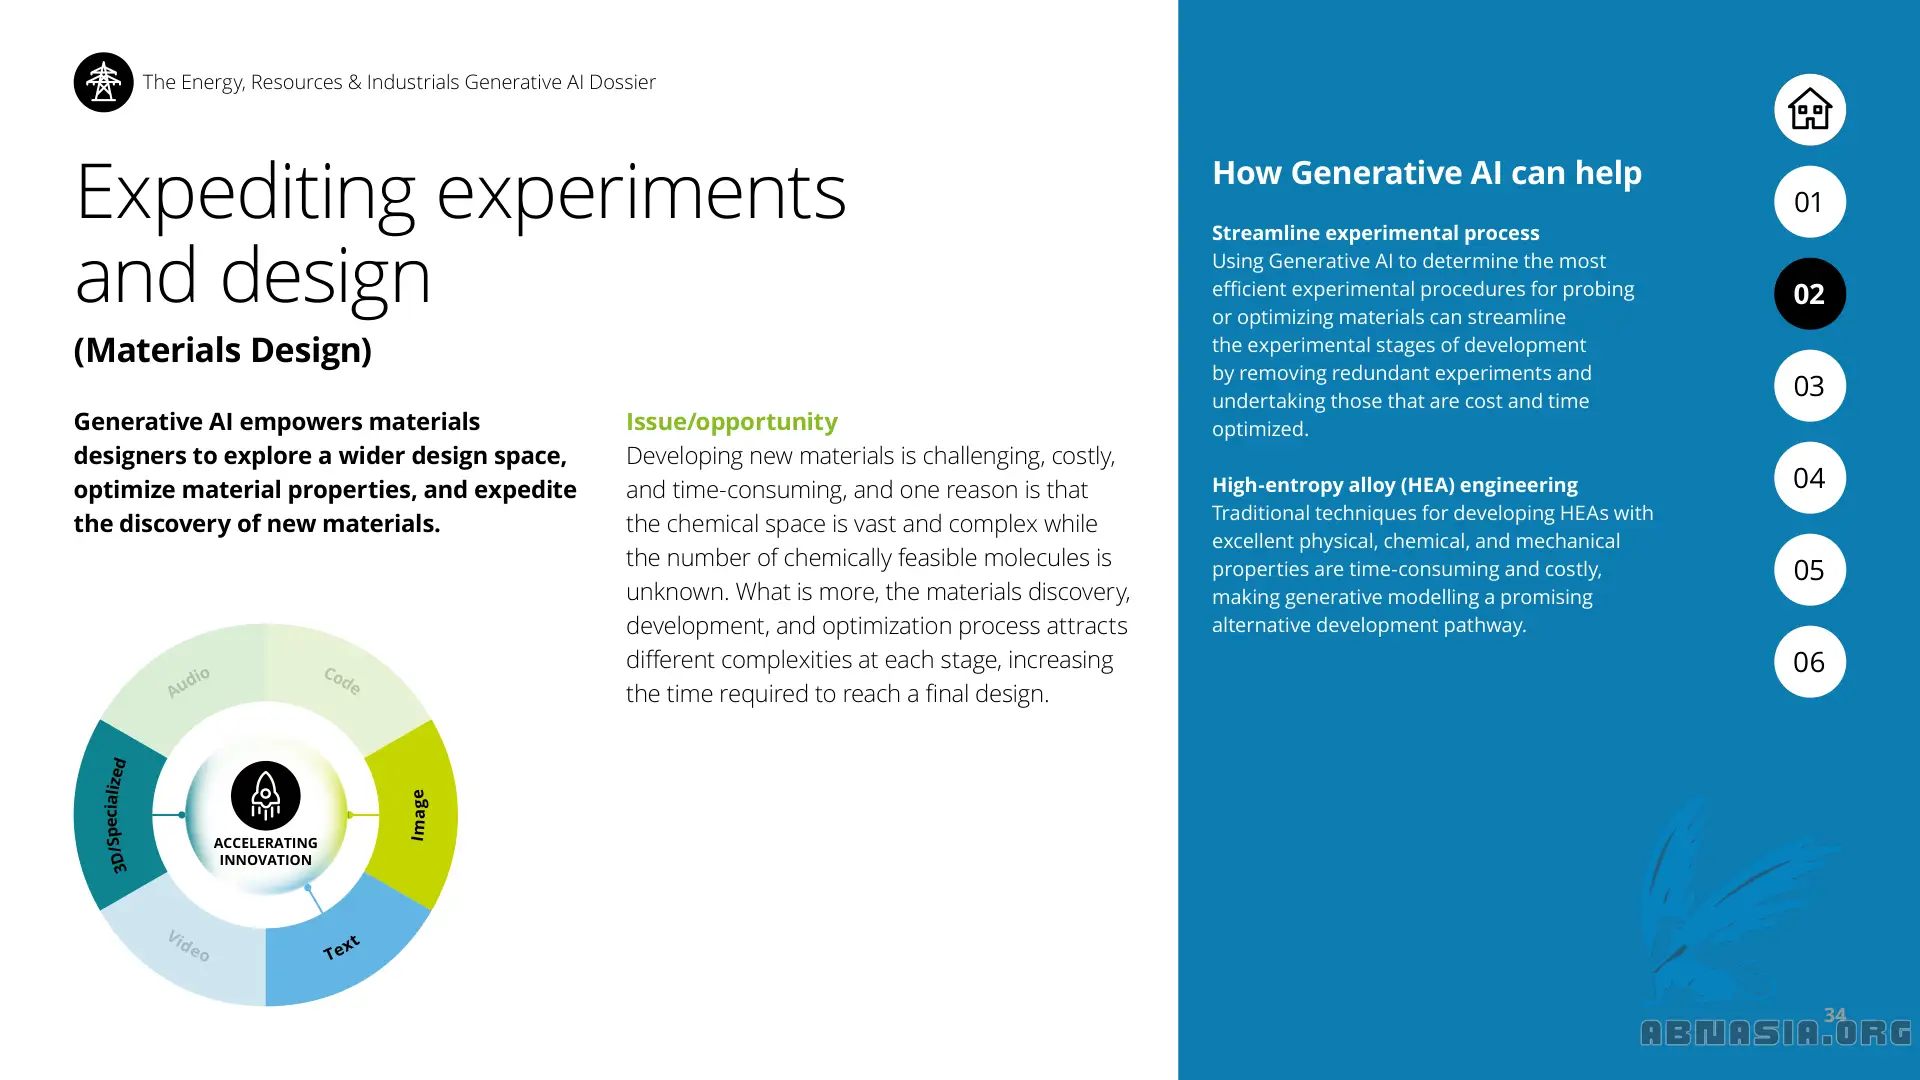 The Energy, Resources & Industrials Generative AI Dossier
Expediting experiments
and design
(Materials Design)
Generative AI empowers materials
designers to explore a wider design space,
optimize material properties, and expedite
the discovery of new materials.
Issue/opportunity
Developing new materials is challenging, costly,
and time-consuming, and one reason is that
the chemical space is vast and complex while
the number of chemically feasible molecules is
unknown. What is more, the materials discovery,
development, and optimization process attracts
different complexities at each stage, increasing
the time required to reach a final design.
Audio
Code
3D/Specialized
Image
ACCELERATING
INNOVATION
Video
Text
How Generative AI can help
Streamline experimental process
Using Generative AI to determine the most
efficient experimental procedures for probing
or optimizing materials can streamline
the experimental stages of development
by removing redundant experiments and
undertaking those that are cost and time
optimized.
High-entropy alloy (HEA) engineering
Traditional techniques for developing HEAs with
excellent physical, chemical, and mechanical
properties are time-consuming and costly,
making generative modelling a promising
alternative development pathway.
01
02
03
04
05
06
34
ABNASIA.ORG